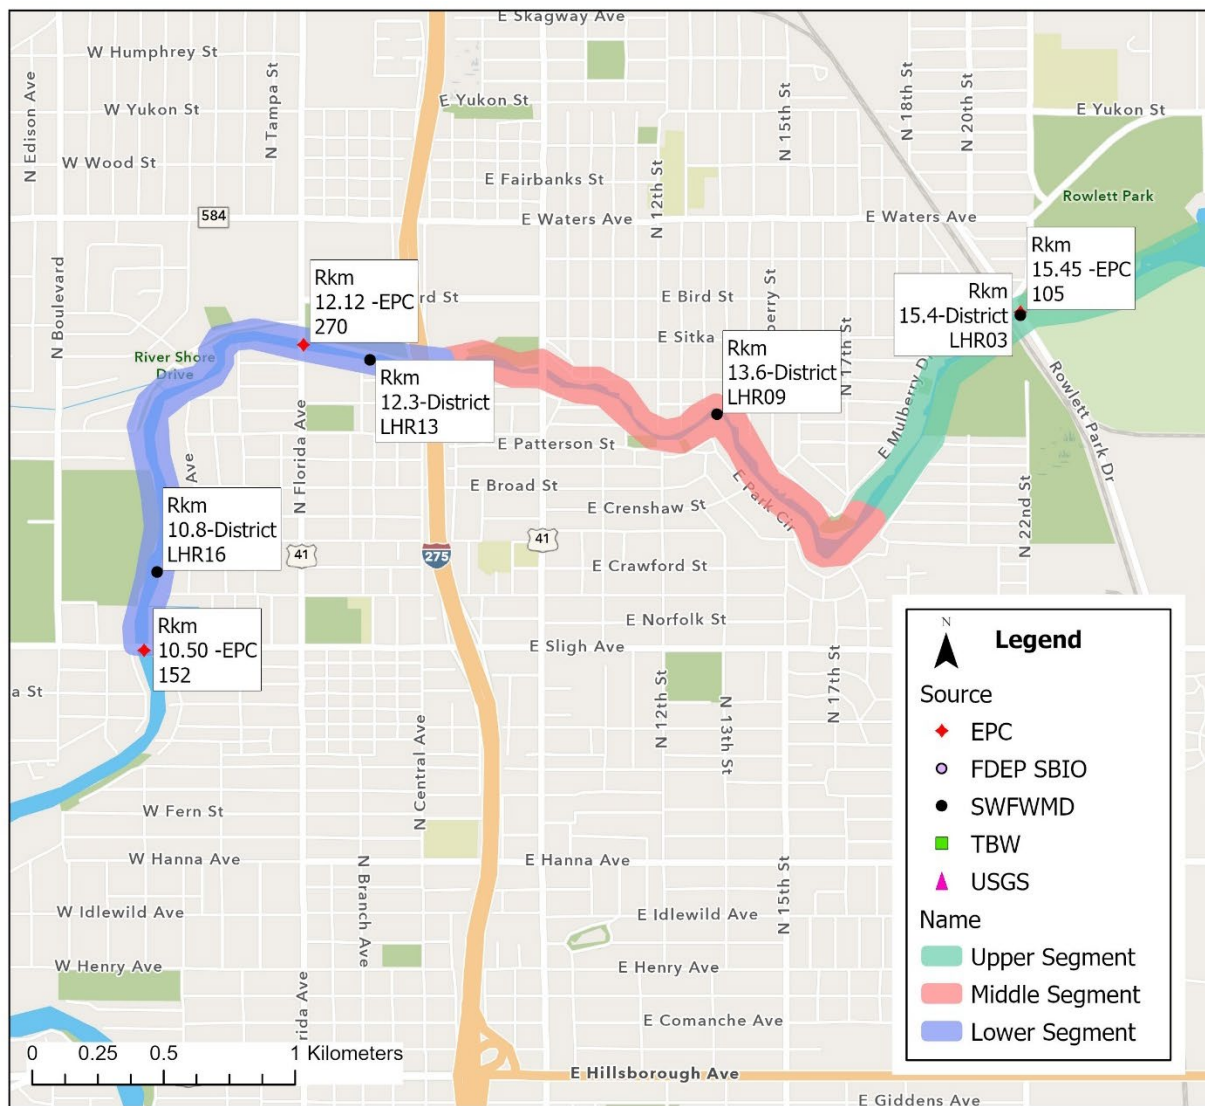 E Skagway Ave
W Humphrey St
N Edison Ave
N Tampa St
W Yukon St
E Yukon St
E Yukon St
N 15th St
N 18th St
N 20th St
W Wood St
E Fairbanks St
N 12th St
Rowlett Park
584
E Waters Ave
E Waters Ave
N Boulevard
Rkm
12.12 -EPC
270
rd St
E Bird St
Rkm
15.4-District
LHR03
Rkm
15.45 -EPC
105
River Shore
Drive
E Sitka
berry St
N 17th St
E Mulberry D
Rowlett Park Dr
Rkm
12.3-District
LHR13
Rkm
13.6-District
LHR09
N Florida Ave
Ave
E Patterson St
E Broad St
E Crenshaw St
E Park Cir
N 22nd St
Rkm
10.8-District
LHR16
41
275
41
E Crawford St
E Norfolk St
E Sligh Ave
Rkm
10.50 -EPC
152
a St
N 12th St
N 13th St
N 17th St
N Central Ave
W Fern St
W Hanna Ave
N Branch Ave
E Hanna Ave
N 15th St
W Idlewild Ave
E Idlewild Ave
W Henry Ave
E Henry Ave
rida Ave
E Comanche Ave
0 0.25 0.5 1 Kilometers
E Hillsborough Ave
E Giddens Ave
N
Legend
Source
EPC
FDEP SBIO
SWFWMD
TBW
USGS
Name
Upper Segment
Middle Segment
Lower Segment